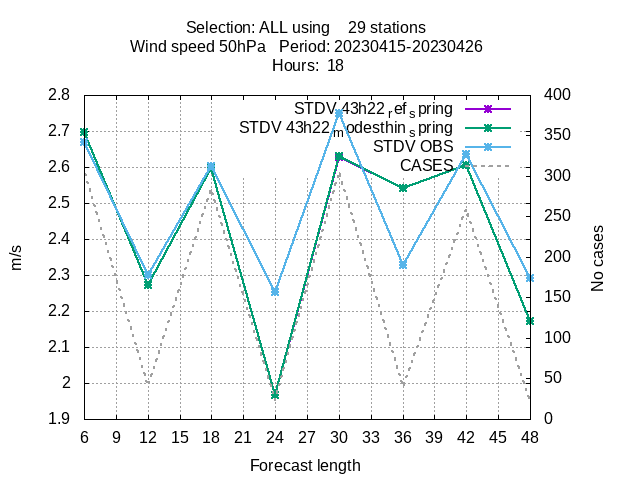 Selection: ALL using    29 stations
Wind speed 50hPa   Period: 20230415-20230426
Hours:  18
STDV 43h22_ref_spring
STDV 43h22_modesthin_spring
STDV OBS
CASES
2.8
2.7
2.6
2.5
2.4
2.3
2.2
2.1
2
1.9
m/s
400
350
300
250
200
150
100
50
0
No cases
6 9 12 15 18 21 24 27 30 33 36 39 42 45 48
Forecast length